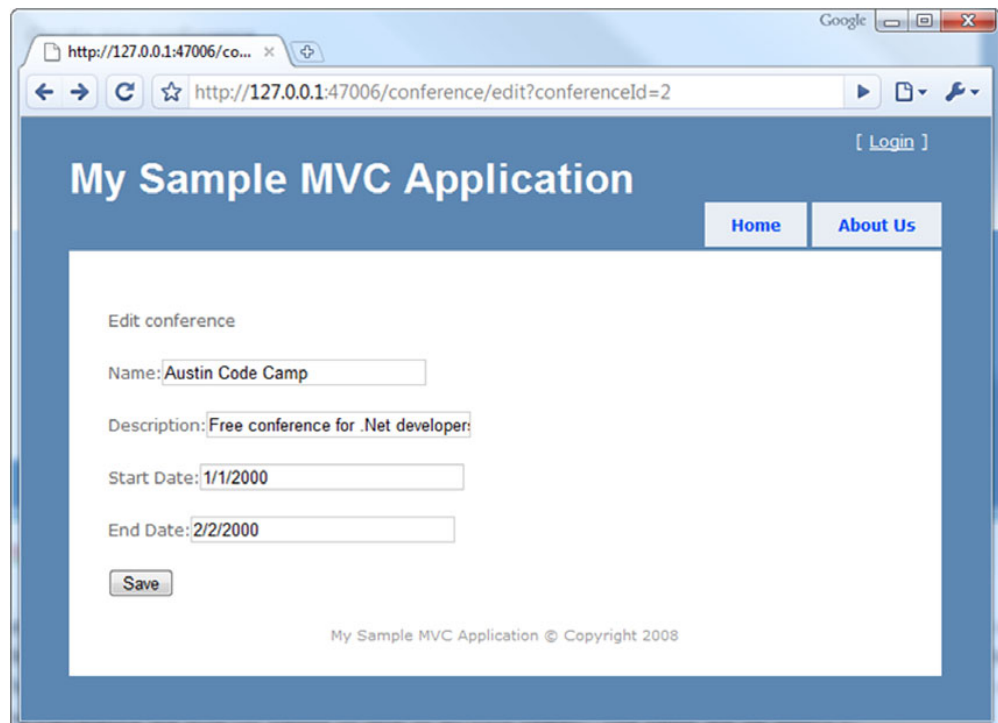 Google
http://127.0.0.1:47006/co...
http://127.0.0.1:47006/conference/edit?conferenceId=2
[ Login ]
My Sample MVC Application
Home
About Us
Edit conference
Name: Austin Code Camp
Description: Free conference for .Net developers
Start Date: 1/1/2000
End Date: 2/2/2000
Save
My Sample MVC Application © Copyright 2008